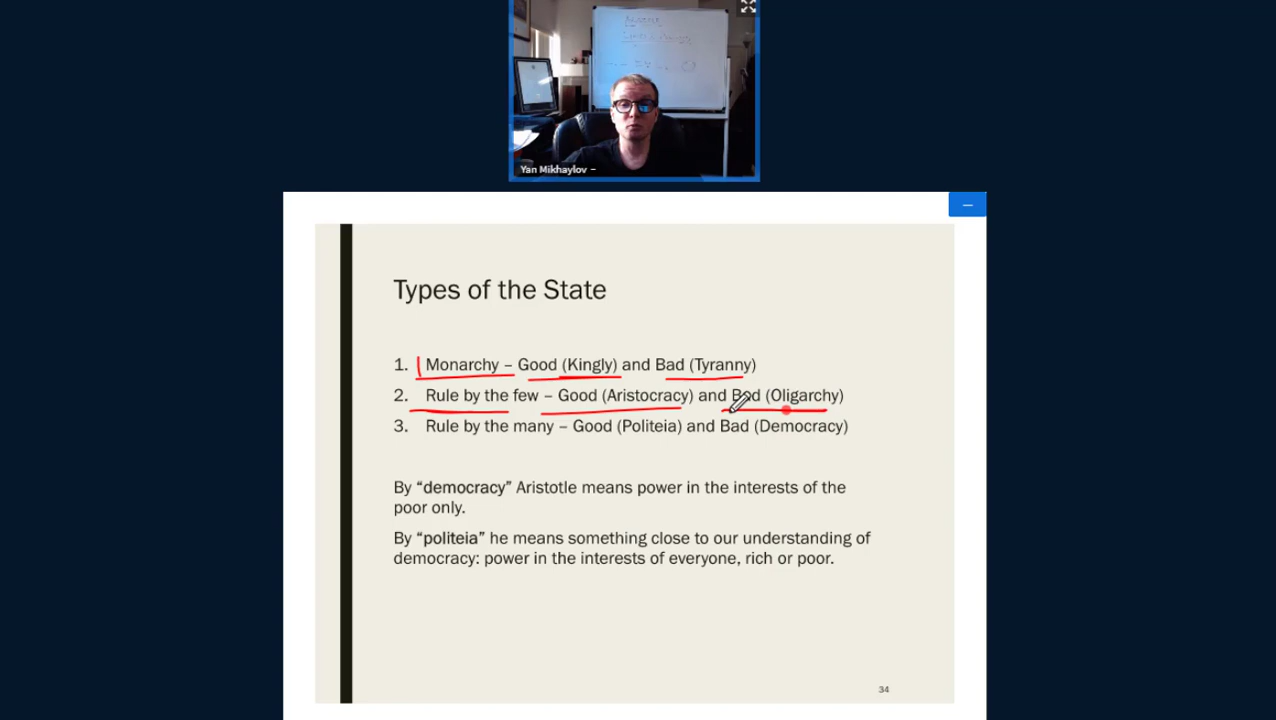 Yan Mikhaylov –
Types of the State
1. Monarchy – Good (Kingly) and Bad (Tyranny)
2. Rule by the few – Good (Aristocracy) and Bad (Oligarchy)
3. Rule by the many – Good (Politeia) and Bad (Democracy)
By “democracy” Aristotle means power in the interests of the
poor only.
By “politeia” he means something close to our understanding of
democracy: power in the interests of everyone, rich or poor.
34